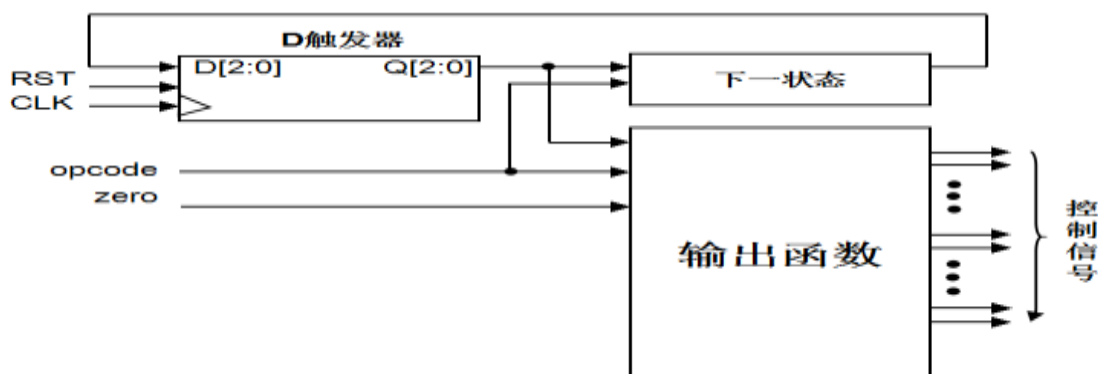 D触发器
D[2:0]
Q[2:0]
RST
CLK
下一状态
opcode
zero
输出函数
控制信号